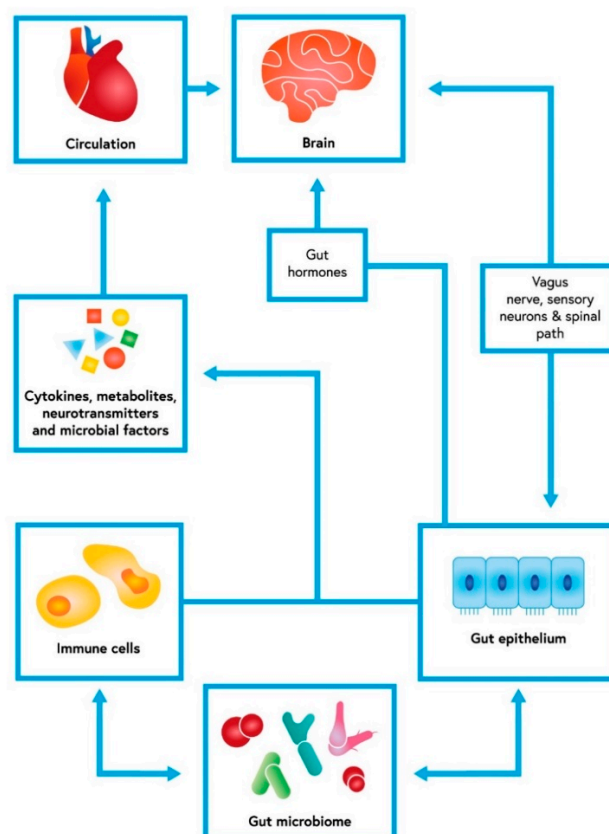 Circulation
Brain
Gut
hormones
Vagus
nerve, sensory
neurons & spinal
path
Cytokines, metabolites,
neurotransmitters
and microbial factors
Immune cells
Gut epithelium
Gut microbiome